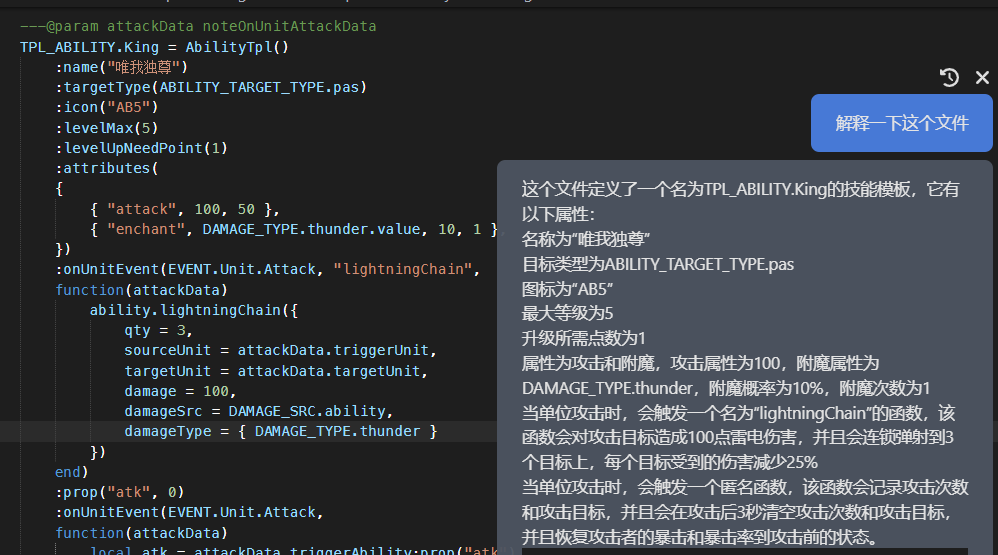 ---@param attackData noteOnUnitAttackData
TPL_ABILITY.King = AbilityTpl()
:name("唯我独尊")
:targetType(ABILITY_TARGET_TYPE.pas)
:icon("AB5")
:levelMax(5)
:levelUpNeedPoint(1)
:attributes(
{
{ "attack", 100, 50 },
{ "enchant", DAMAGE_TYPE.thunder.value, 10, 1 }
})
:onUnitEvent(EVENT.Unit.Attack, "lightningChain",
function(attackData)
ability.lightningChain({
qty = 3,
sourceUnit = attackData.triggerUnit,
targetUnit = attackData.targetUnit,
damage = 100,
damageSrc = DAMAGE_SRC.ability,
damageType = { DAMAGE_TYPE.thunder }
})
end)
:prop("atk", 0)
:onUnitEvent(EVENT.Unit.Attack,
function(attackData)
local atk = attackData.triggerAbility:prop("atk")
解释一下这个文件
这个文件定义了一个名为TPL_ABILITY.King的技能模板，它有
以下属性：
名称为“唯我独尊”
目标类型为ABILITY_TARGET_TYPE.pas
图标为“AB5”
最大等级为5
升级所需点数为1
属性为攻击和附魔，攻击属性为100，附魔属性为
DAMAGE_TYPE.thunder，附魔概率为10%，附魔次数为1
当单位攻击时，会触发一个名为“lightningChain”的函数，该
函数会对攻击目标造成100点雷电伤害，并且会连锁弹射到3
个目标上，每个目标受到的伤害减少25%
当单位攻击时，会触发一个匿名函数，该函数会记录攻击次数
和攻击目标，并且会在攻击后3秒清空攻击次数和攻击目标，
并且恢复攻击者的暴击和暴击率到攻击前的状态。